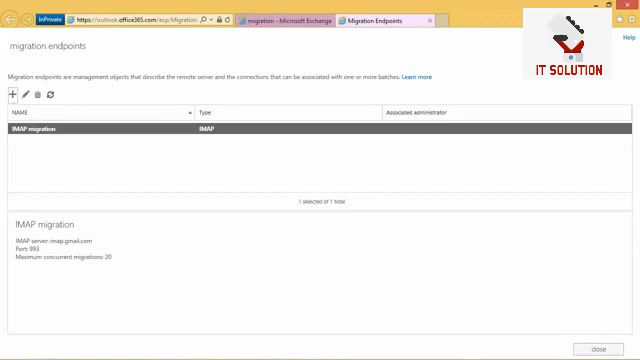 InPrivate https://outlook.office365.com/ecp/Migration migration - Microsoft Exchange Migration Endpoints
Help
migration endpoints
IT SOLUTION
Migration endpoints are management objects that describe the remote server and the connections that can be associated with one or more batches. Learn more
NAME Type Associated administrator
IMAP migration IMAP
1 selected of 1 total
IMAP migration
IMAP server: imap.gmail.com
Port: 993
Maximum concurrent migrations: 20
close